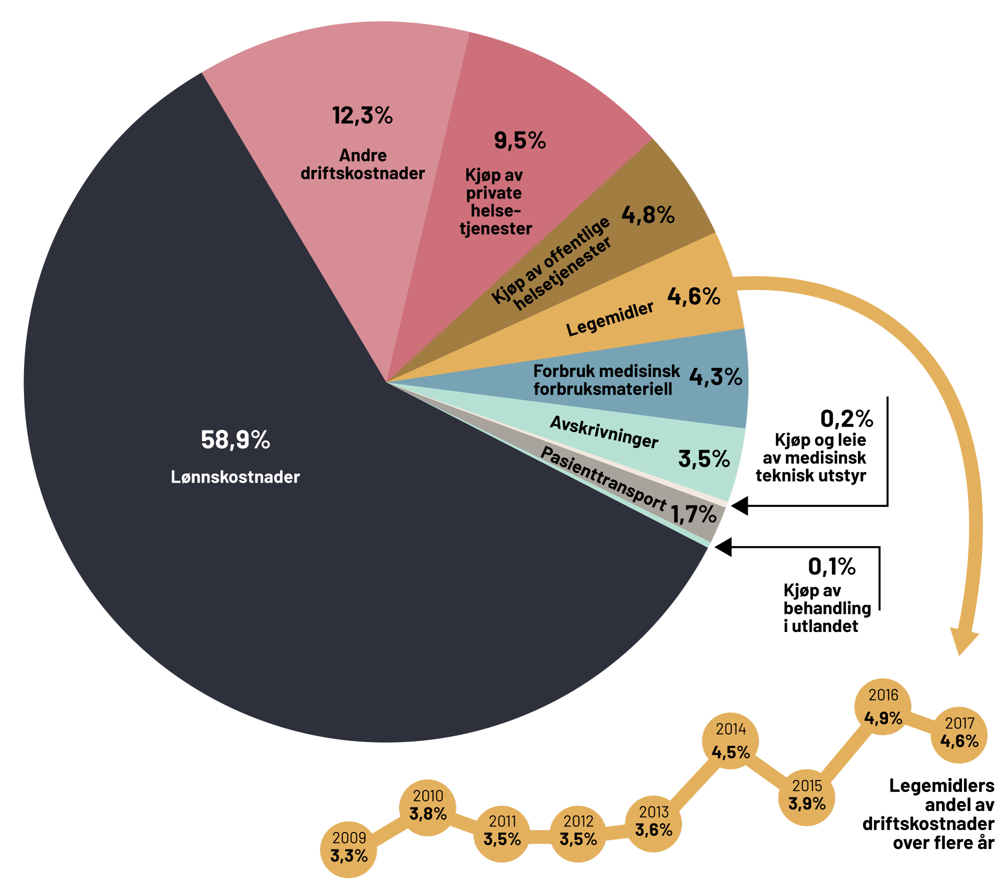 12,3%
Andre
driftskostnader
9,5%
Kjøp av
private
helse-
tjenester
4,8%
Kjøp av offentlige
helsetjenester
4,6%
Legemidler
Forbruk medisinsk
forbruksmateriell
4,3%
Avskrivninger
3,5%
0,2%
Kjøp og leie
av medisinsk
teknisk utstyr
Pasienttransport
1,7%
0,1%
Kjøp av
behandling
i utlandet
58,9%
Lønnskostnader
2009
3,3%
2010
3,8%
2011
3,5%
2012
3,5%
2013
3,6%
2014
4,5%
2015
3,9%
2016
4,9%
2017
4,6%
Legemidlers
andel av
driftskostnader
over flere år